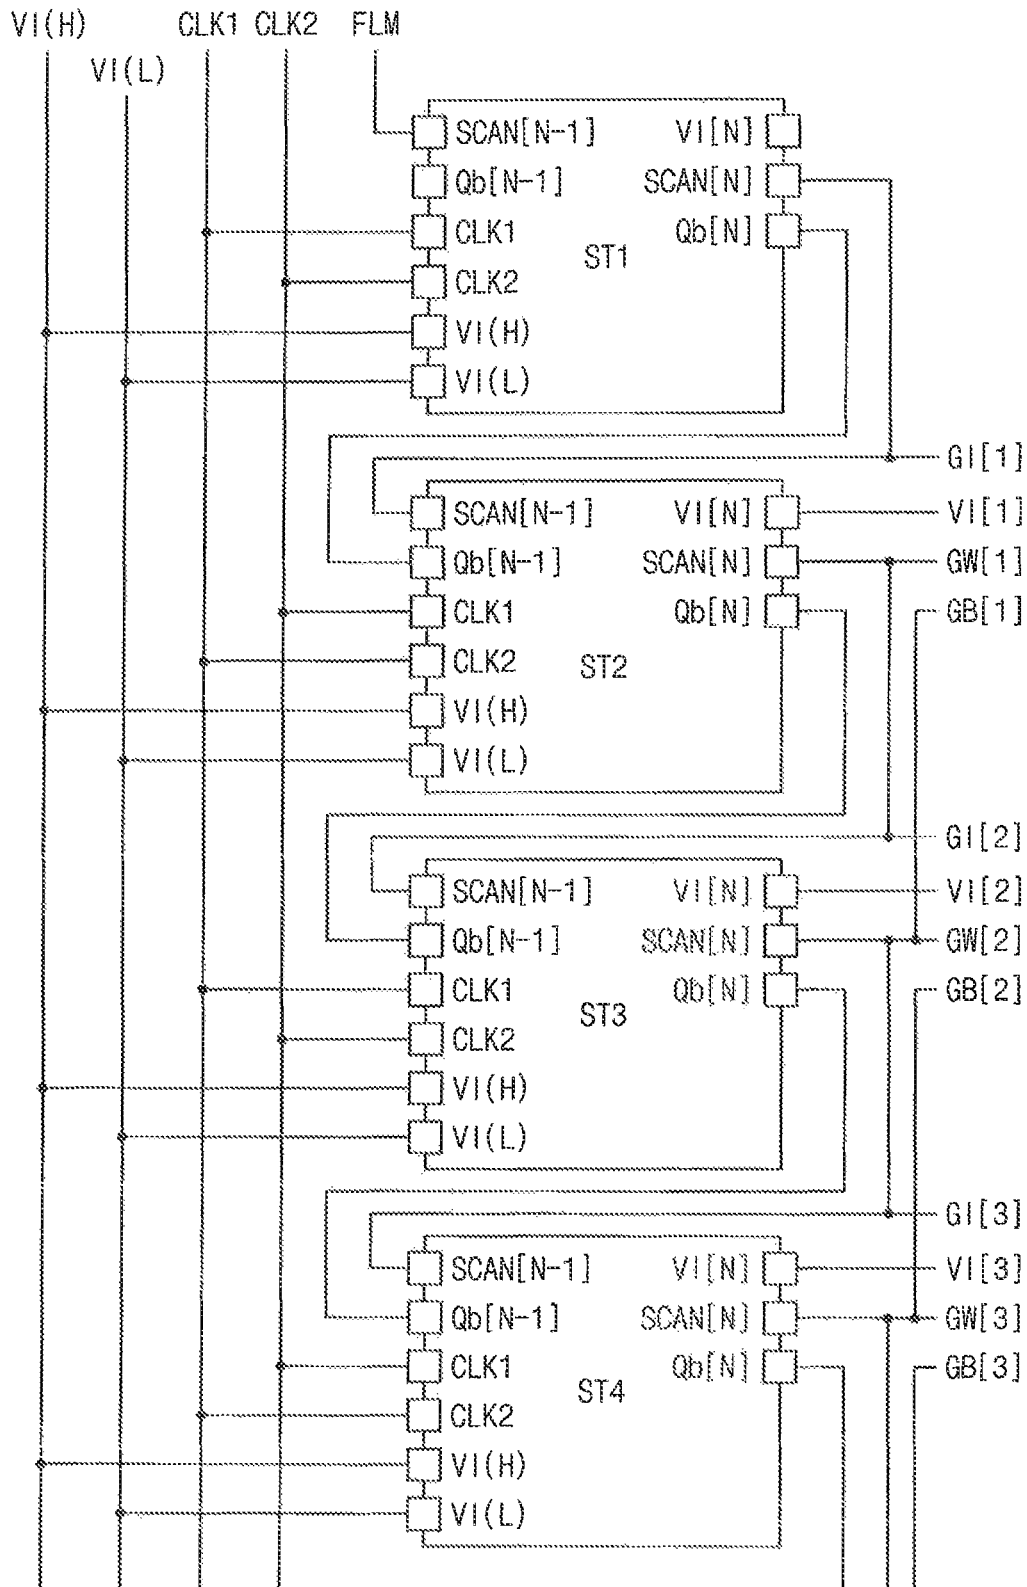 VI(H) CLK1 CLK2 FLM
VI(L)
SCAN[N-1] VI[N]
Qb[N-1] SCAN[N]
CLK1 Qb[N]
ST1
CLK2
VI(H)
VI(L)
GI[1]
SCAN[N-1] VI[N] VI[1]
Qb[N-1] SCAN[N] GW[1]
CLK1 Qb[N] GB[1]
CLK2 ST2
VI(H)
VI(L)
GI[2]
SCAN[N-1] VI[N] VI[2]
Qb[N-1] SCAN[N] GW[2]
CLK1 Qb[N] GB[2]
ST3
CLK2
VI(H)
VI(L)
GI[3]
SCAN[N-1] VI[N] VI[3]
Qb[N-1] SCAN[N] GW[3]
CLK1 Qb[N] GB[3]
ST4
CLK2
VI(H)
VI(L)